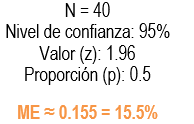 N = 40
Nivel de confianza: 95%
Valor (z): 1.96
Proporción (p): 0.5
ME ≈ 0.155 = 15.5%